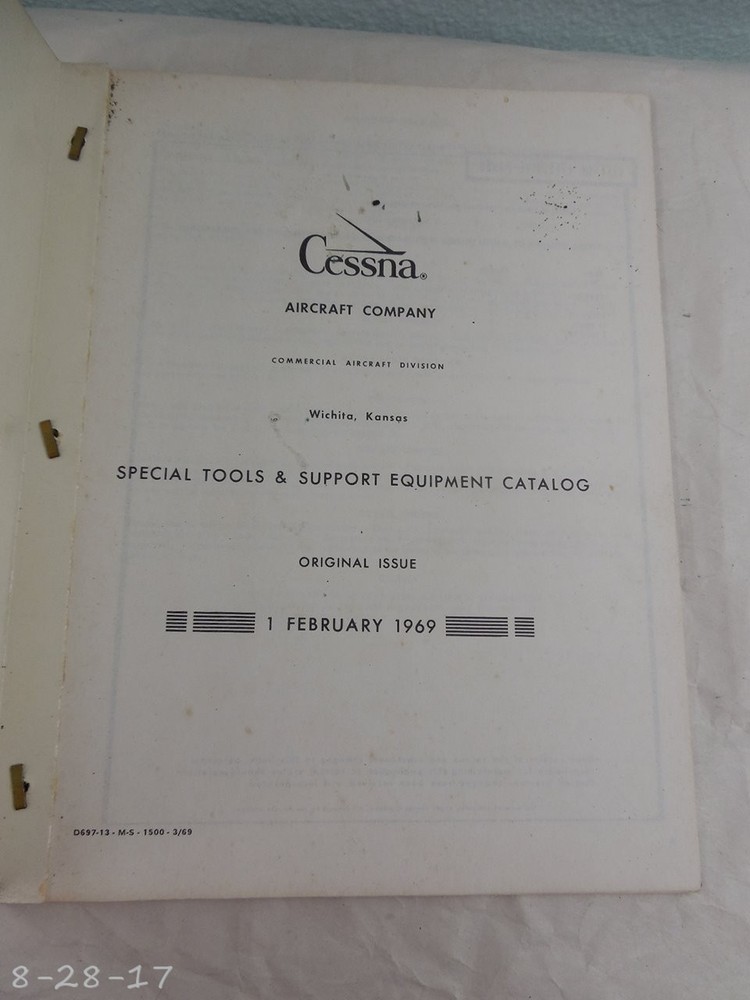 Cessna®
AIRCRAFT COMPANY
COMMERCIAL AIRCRAFT DIVISION
Wichita, Kansas
SPECIAL TOOLS & SUPPORT EQUIPMENT CATALOG
ORIGINAL ISSUE
1 FEBRUARY 1969
D697-13 - M-S - 1500 - 3/69
8-28-17